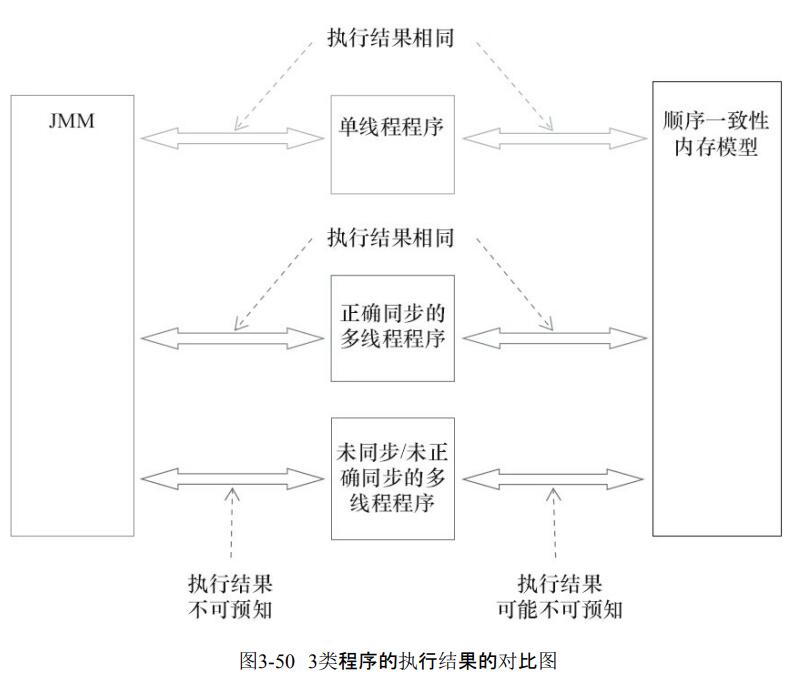 执行结果相同
JMM
单线程程序
顺序一致性
内存模型
执行结果相同
正确同步的
多线程程序
未同步/未正
确同步的多
线程程序
执行结果
不可预知
执行结果
可能不可预知
图3-50 3类程序的执行结果的对比图